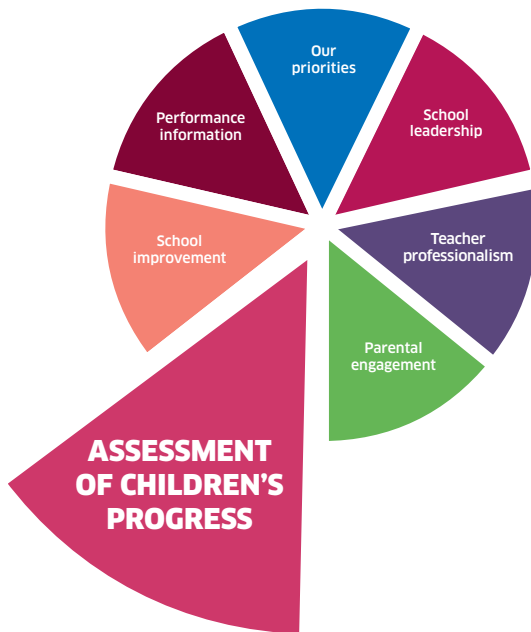 Our
priorities
School
leadership
Teacher
professionalism
Parental
engagement
ASSESSMENT
OF CHILDREN’S
PROGRESS
School
improvement
Performance
information